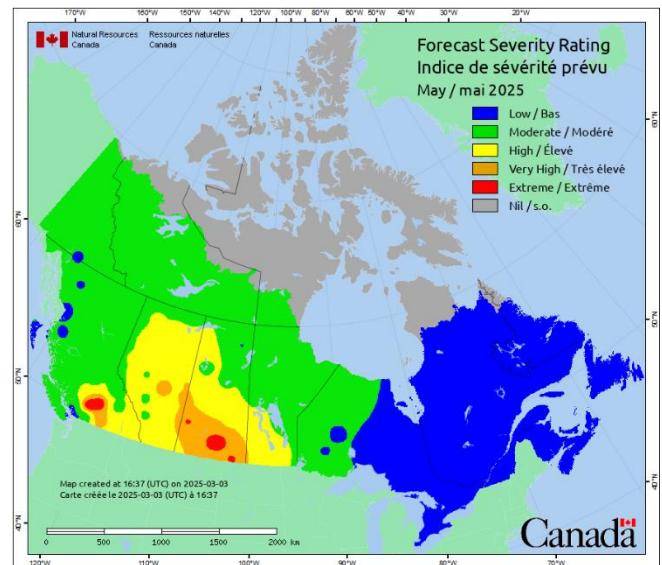 170°W 160°W 150°W 140°W 130°W 120°W 110°W 100°W 90°W 80°W 70°W 60°W 50°W 40°W 30°W 20°W
Natural Resources Canada
Ressources naturelles Canada
Forecast Severity Rating
Indice de sévérité prévu
May / mai 2025
Low / Bas
Moderate / Modéré
High / Élevé
Very High / Très élevé
Extreme / Extrême
Nil / s.o.
60°N
60°N
50°N
50°N
40°N
40°N
Map created at 16:37 (UTC) on 2025-03-03
Carte créée le 2025-03-03 (UTC) à 16:37
0 500 1000 1500 2000
km
Canada
120°W 110°W 100°W 90°W 80°W 70°W